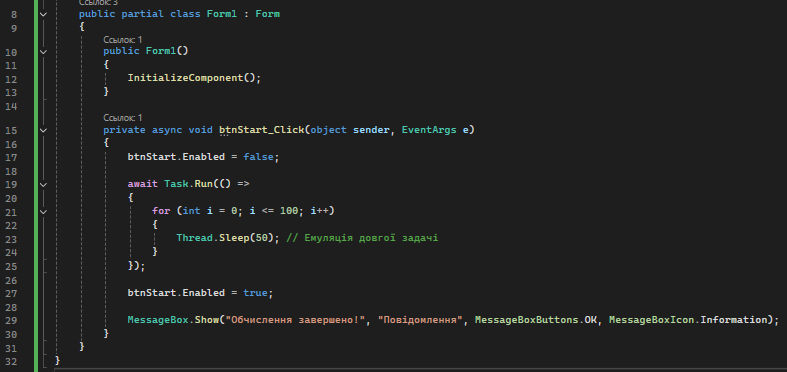 Ссылок: 3
8 public partial class Form1 : Form
9 {
Ссылок: 1
10 public Form1()
11 {
12 InitializeComponent();
13 }
14
Ссылок: 1
15 private async void btnStart_Click(object sender, EventArgs e)
16 {
17 btnStart.Enabled = false;
18
19 await Task.Run(() =>
20 {
21 for (int i = 0; i <= 100; i++)
22 {
23 Thread.Sleep(50); // Емуляція довгої задачі
24 }
25 });
26
27 btnStart.Enabled = true;
28
29 MessageBox.Show("Обчислення завершено!", "Повідомлення", MessageBoxButtons.OK, MessageBoxIcon.Information);
30 }
31 }
32 }